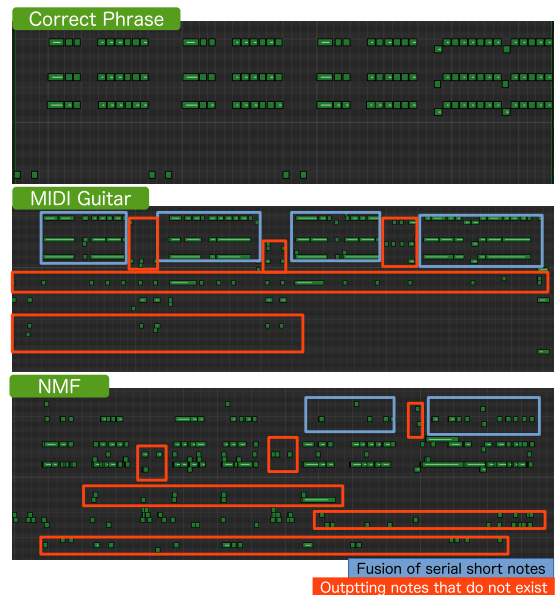 Correct Phrase
MIDI Guitar
NMF
Fusion of serial short notes
Outptting notes that do not exist